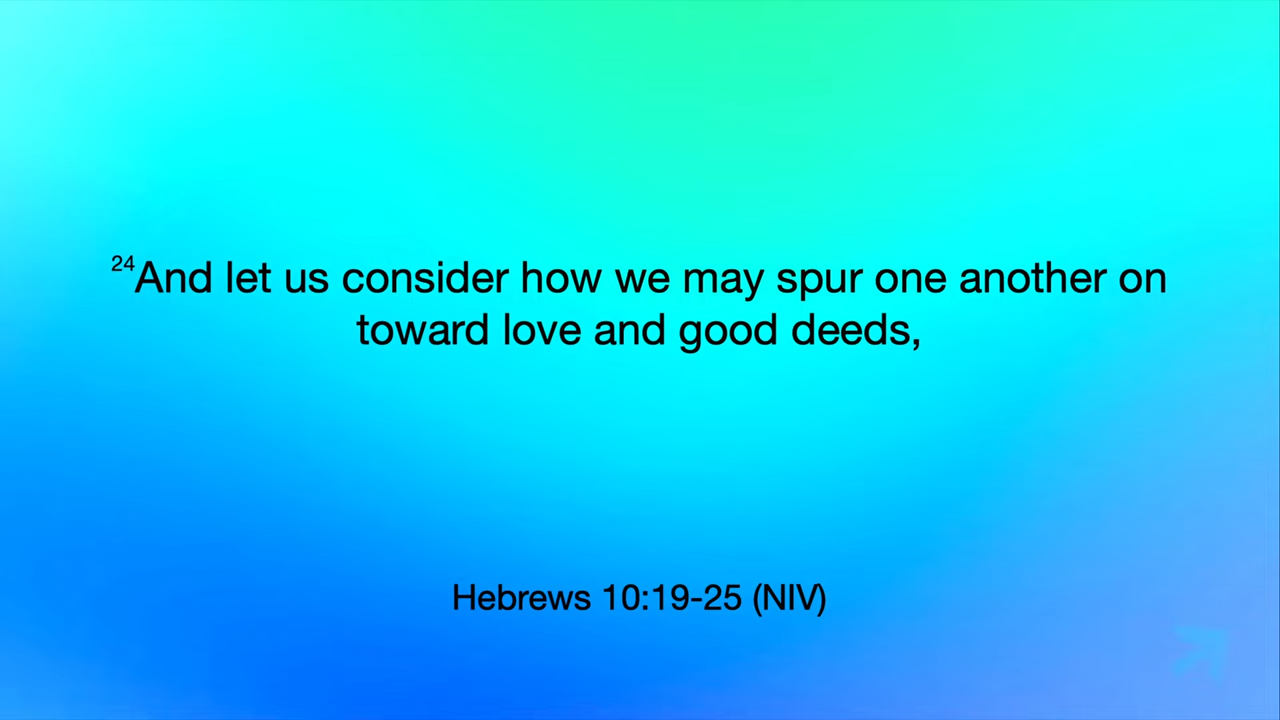 24And let us consider how we may spur one another on
toward love and good deeds,
Hebrews 10:19-25 (NIV)